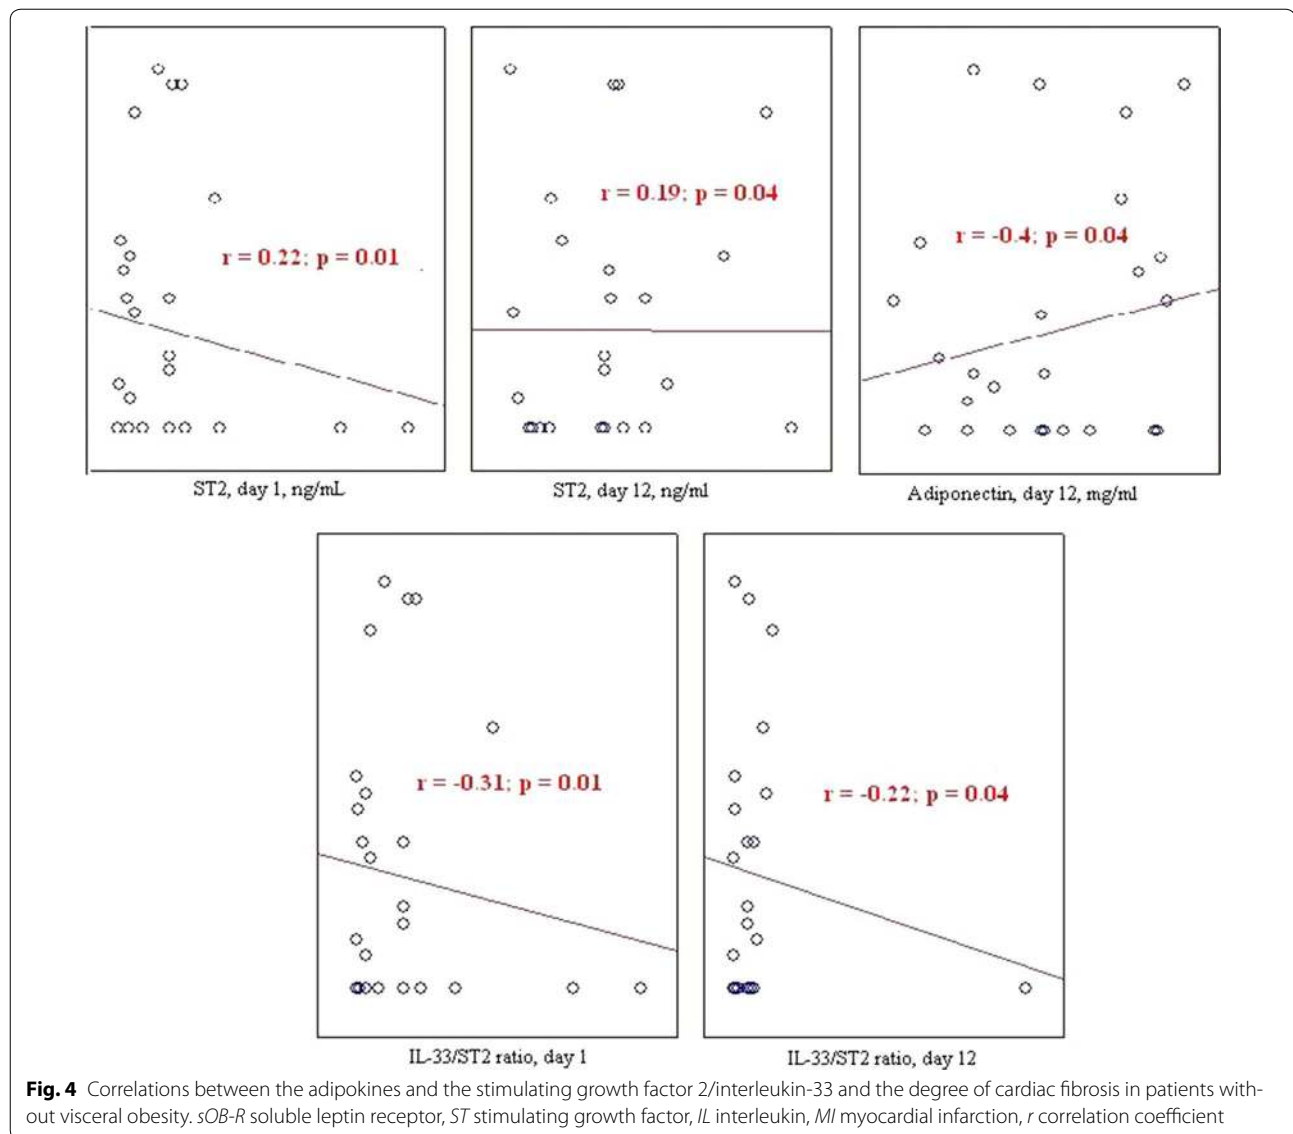 r = 0.22; p = 0.01
r = 0.19; p = 0.04
r = -0.4; p = 0.04
ST2, day 1, ng/mL
ST2, day 12, ng/ml
Adiponectin, day 12, mg/ml
r = -0.31; p = 0.01
r = -0.22; p = 0.04
IL-33/ST2 ratio, day 1
IL-33/ST2 ratio, day 12
Fig. 4 Correlations between the adipokines and the stimulating growth factor 2/interleukin-33 and the degree of cardiac fibrosis in patients with-
out visceral obesity. sOB-R soluble leptin receptor, ST stimulating growth factor, IL interleukin, MI myocardial infarction, r correlation coefficient